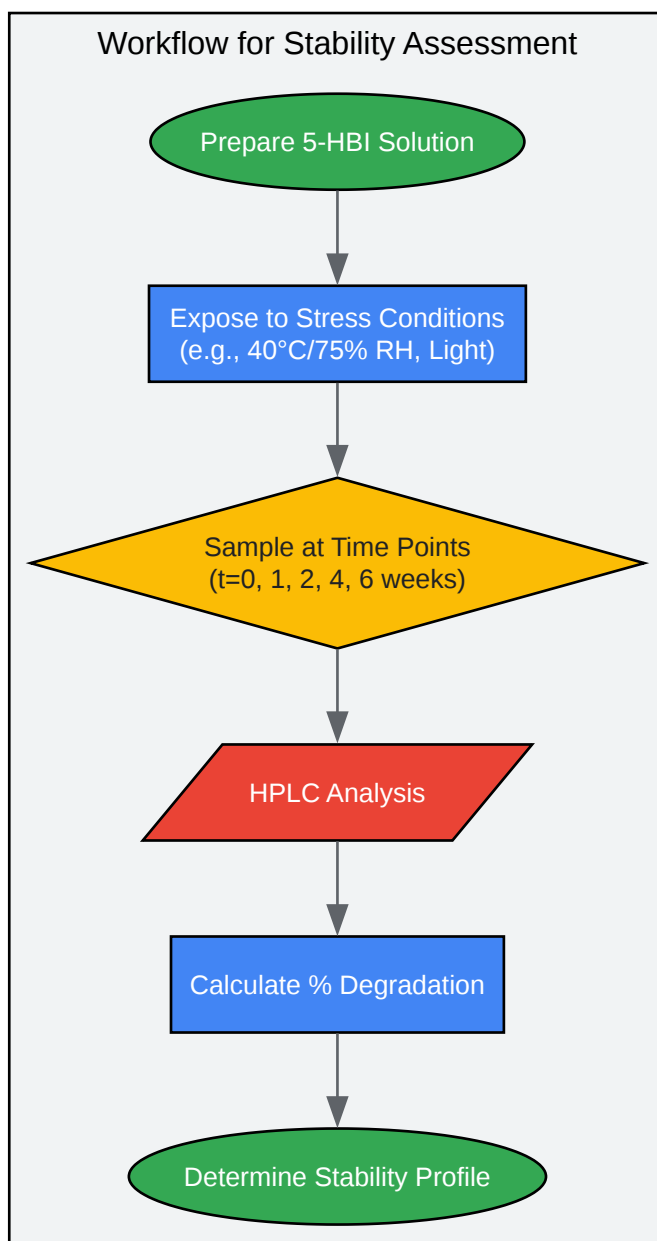 Workflow for Stability Assessment
Prepare 5-HBI Solution
Expose to Stress Conditions
(e.g., 40°C/75% RH, Light)
Sample at Time Points
(t=0, 1, 2, 4, 6 weeks)
HPLC Analysis
Calculate % Degradation
Determine Stability Profile